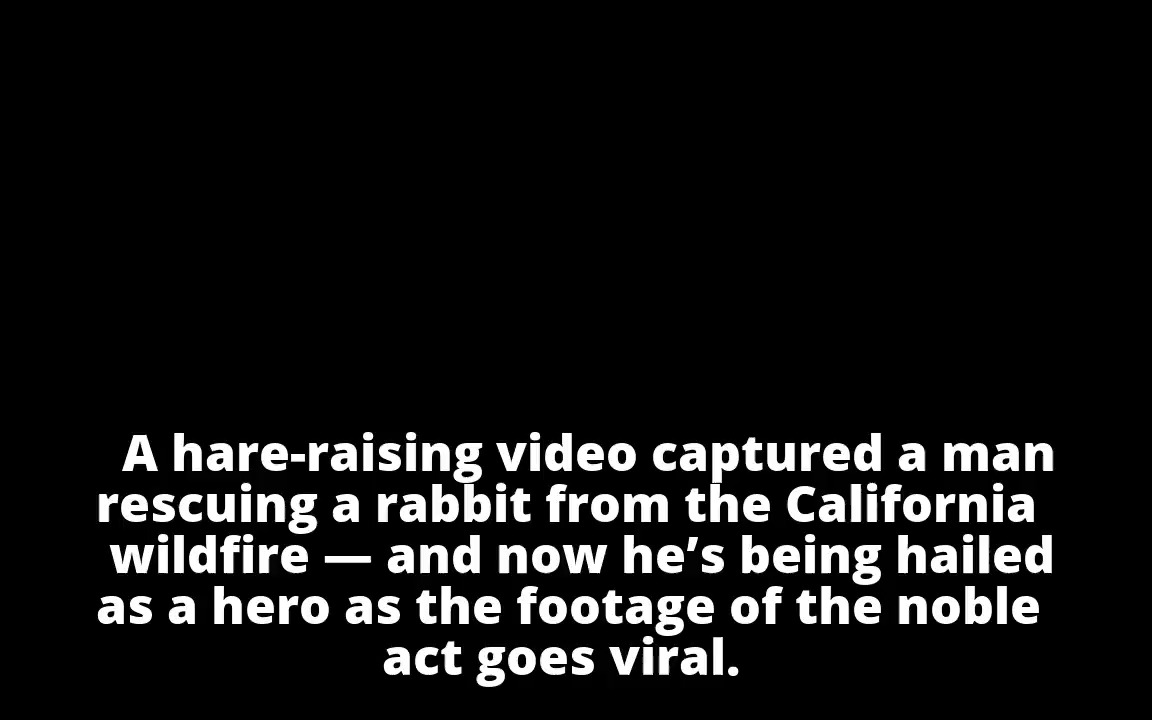 A hare-raising video captured a man
rescuing a rabbit from the California
wildfire — and now he’s being hailed
as a hero as the footage of the noble
act goes viral.